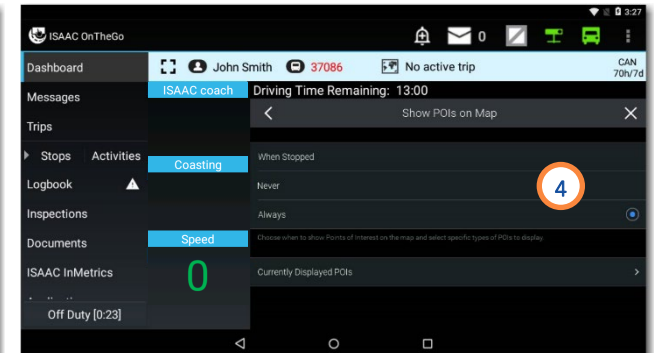 3:27
ISAAC OnTheGo
0
Dashboard
John Smith
37086
No active trip
CAN
70h/7d
Messages
ISAAC coach
Driving Time Remaining: 13:00
Show POIs on Map
Trips
Stops
Activities
Coasting
When Stopped
Logbook
Never
4
Inspections
Always
Documents
Speed
Choose when to show Points of Interest on the map and select specific types of POIs to display.
ISAAC InMetrics
0
Currently Displayed POIs
Off Duty [0:23]